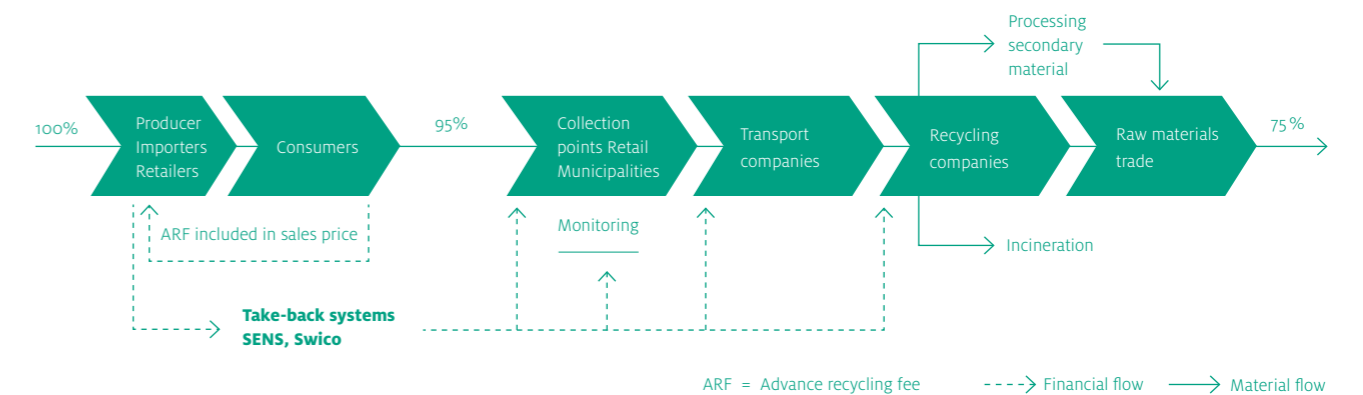 Processing
secondary
material
100%
Producer
Importers
Retailers
Consumers
95%
Collection
points Retail
Municipalities
Transport
companies
Recycling
companies
Raw materials
trade
75%
ARF included in sales price
Monitoring
Incineration
Take-back systems
SENS, Swico
ARF = Advance recycling fee
Financial flow
Material flow